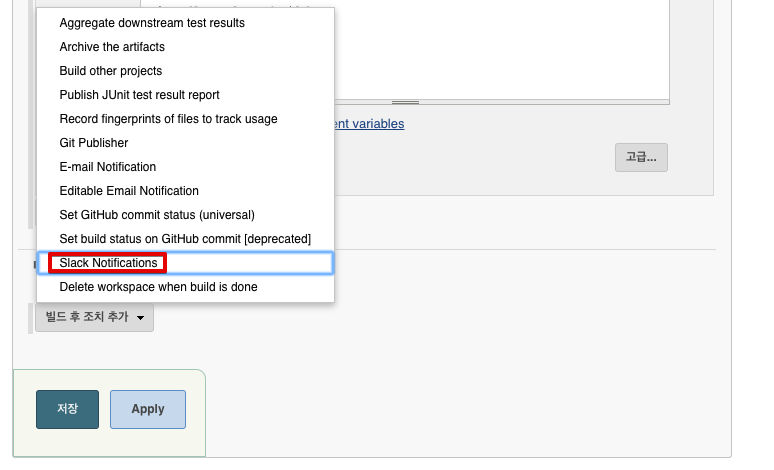 Aggregate downstream test results
Archive the artifacts
Build other projects
Publish JUnit test result report
Record fingerprints of files to track usage
ent variables
Git Publisher
고급...
E-mail Notification
Editable Email Notification
Set GitHub commit status (universal)
Set build status on GitHub commit [deprecated]
Slack Notifications
Delete workspace when build is done
빌드 후 조치 추가
저장
Apply